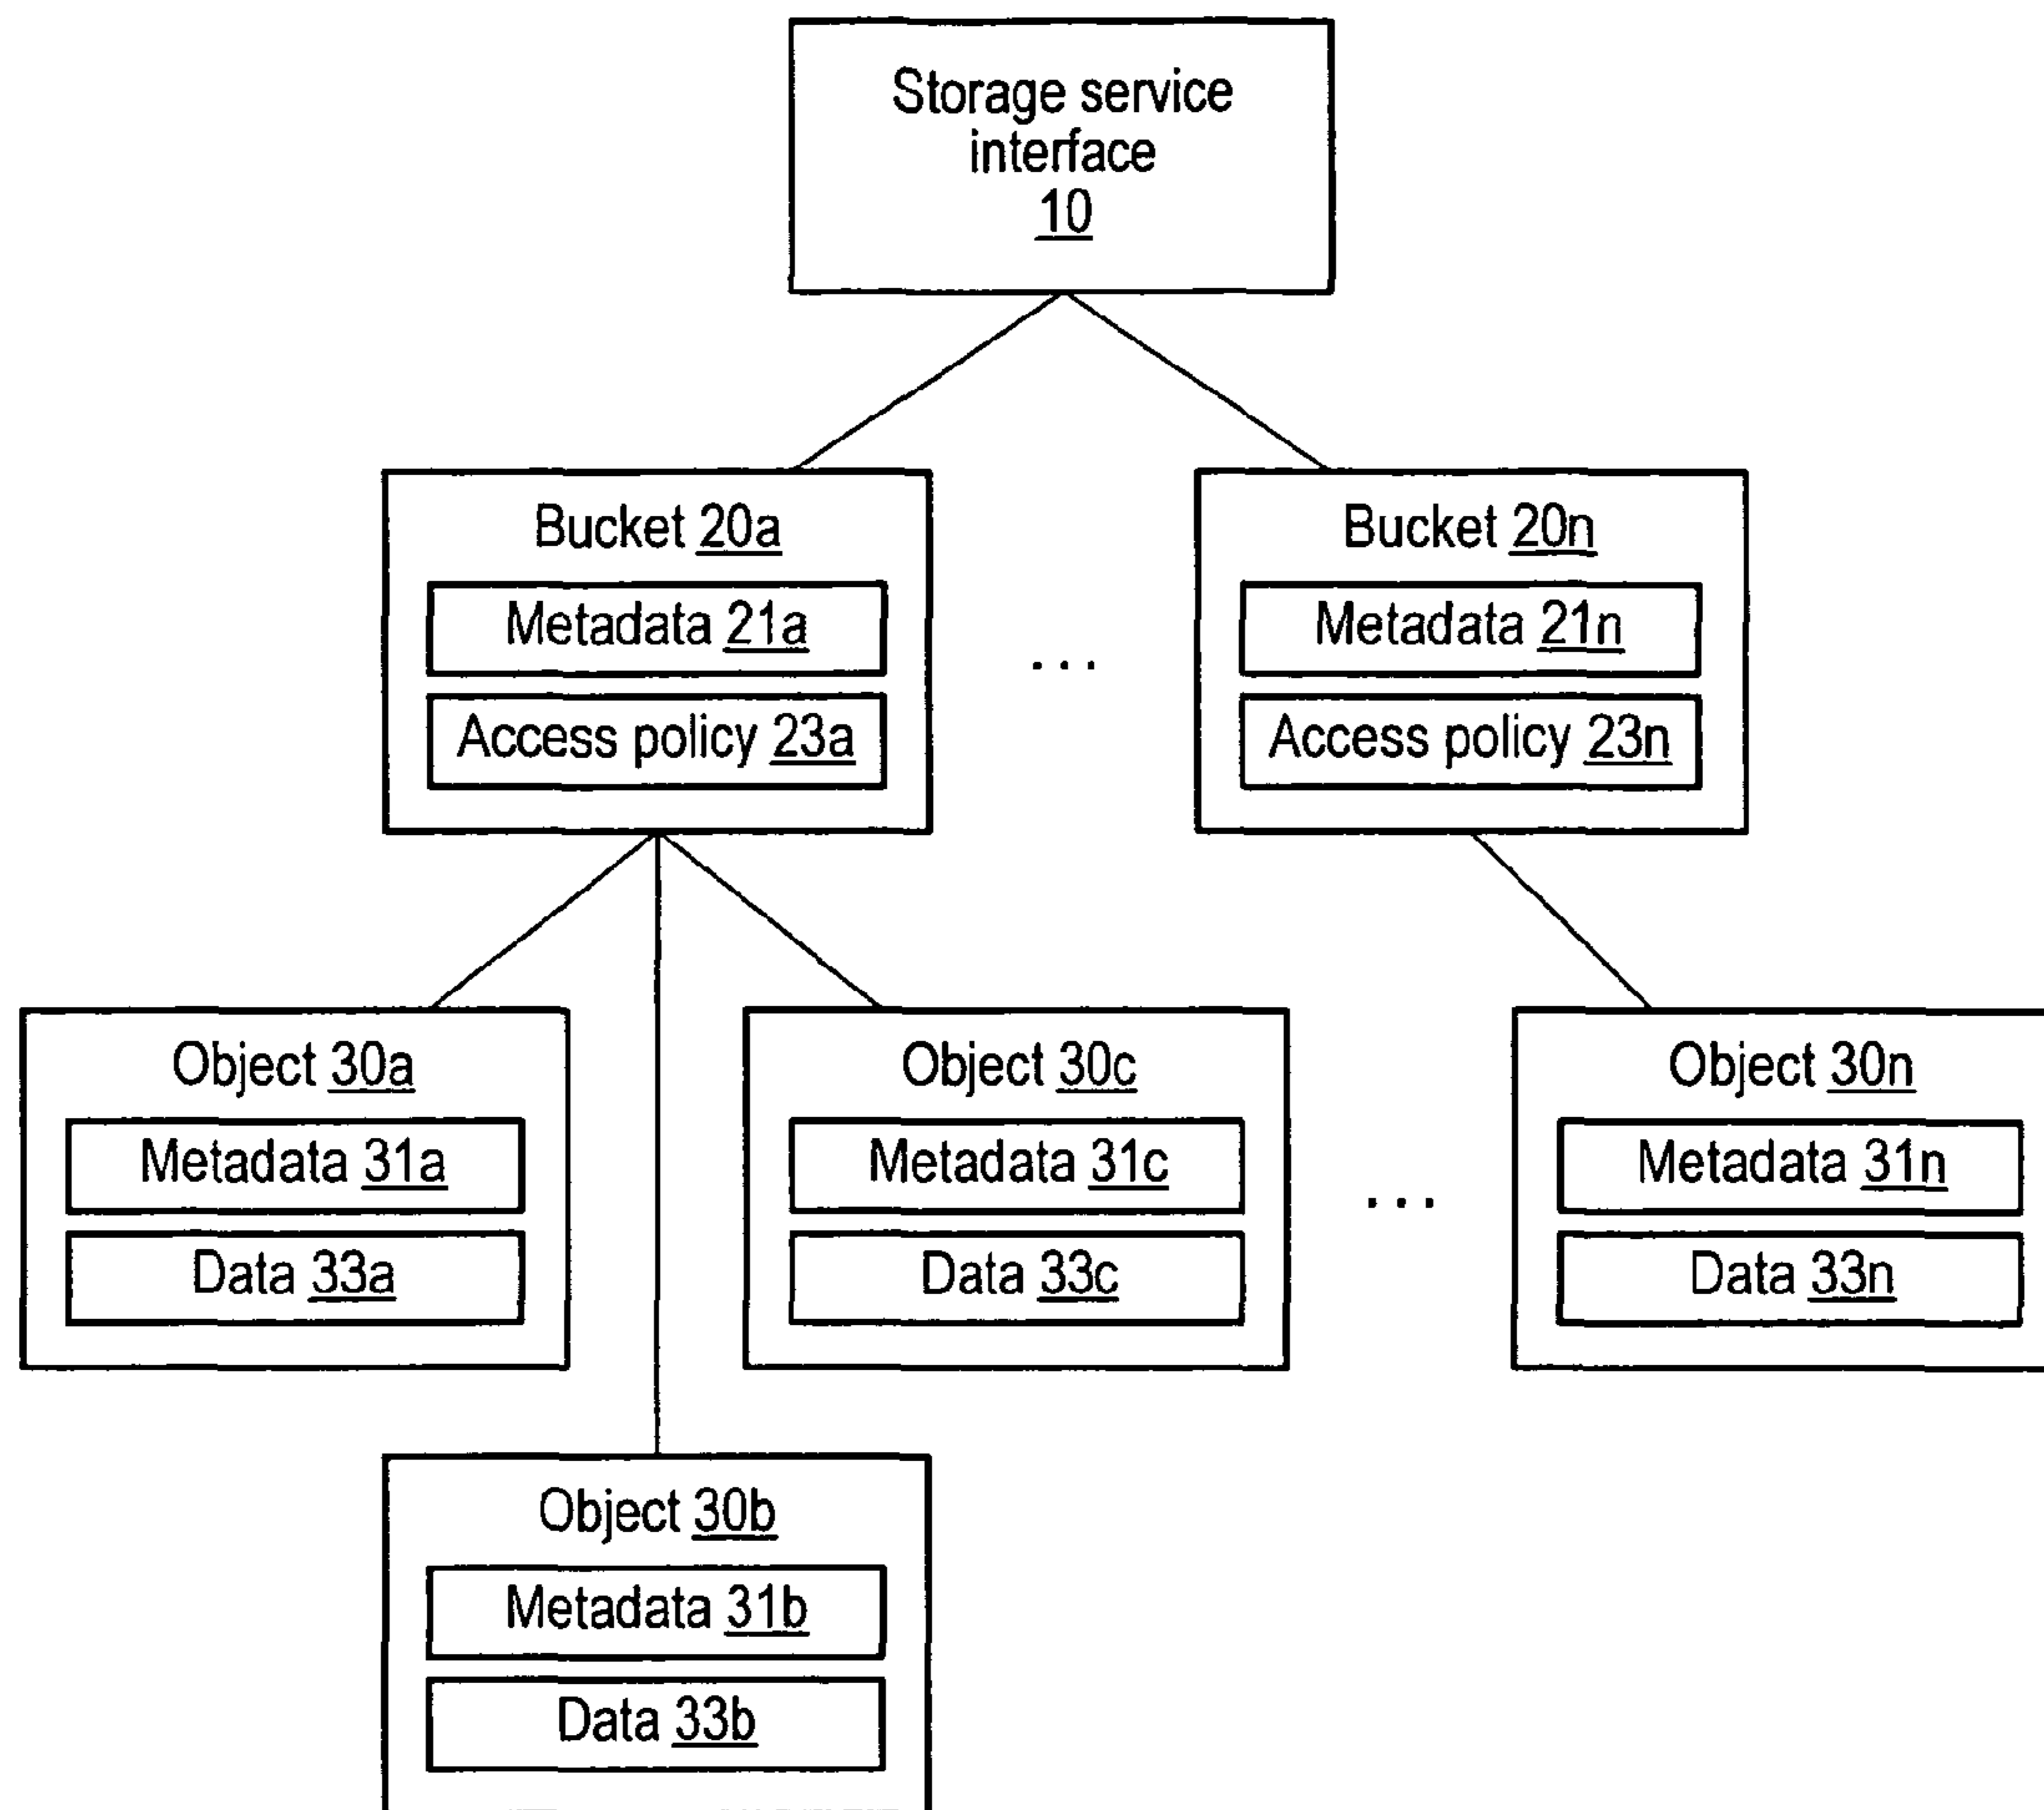 Storage service
interface
10
Bucket 20a
Metadata 21a
Access policy 23a
...
Bucket 20n
Metadata 21n
Access policy 23n
Object 30a
Metadata 31a
Data 33a
Object 30c
Metadata 31c
Data 33c
...
Object 30n
Metadata 31n
Data 33n
Object 30b
Metadata 31b
Data 33b